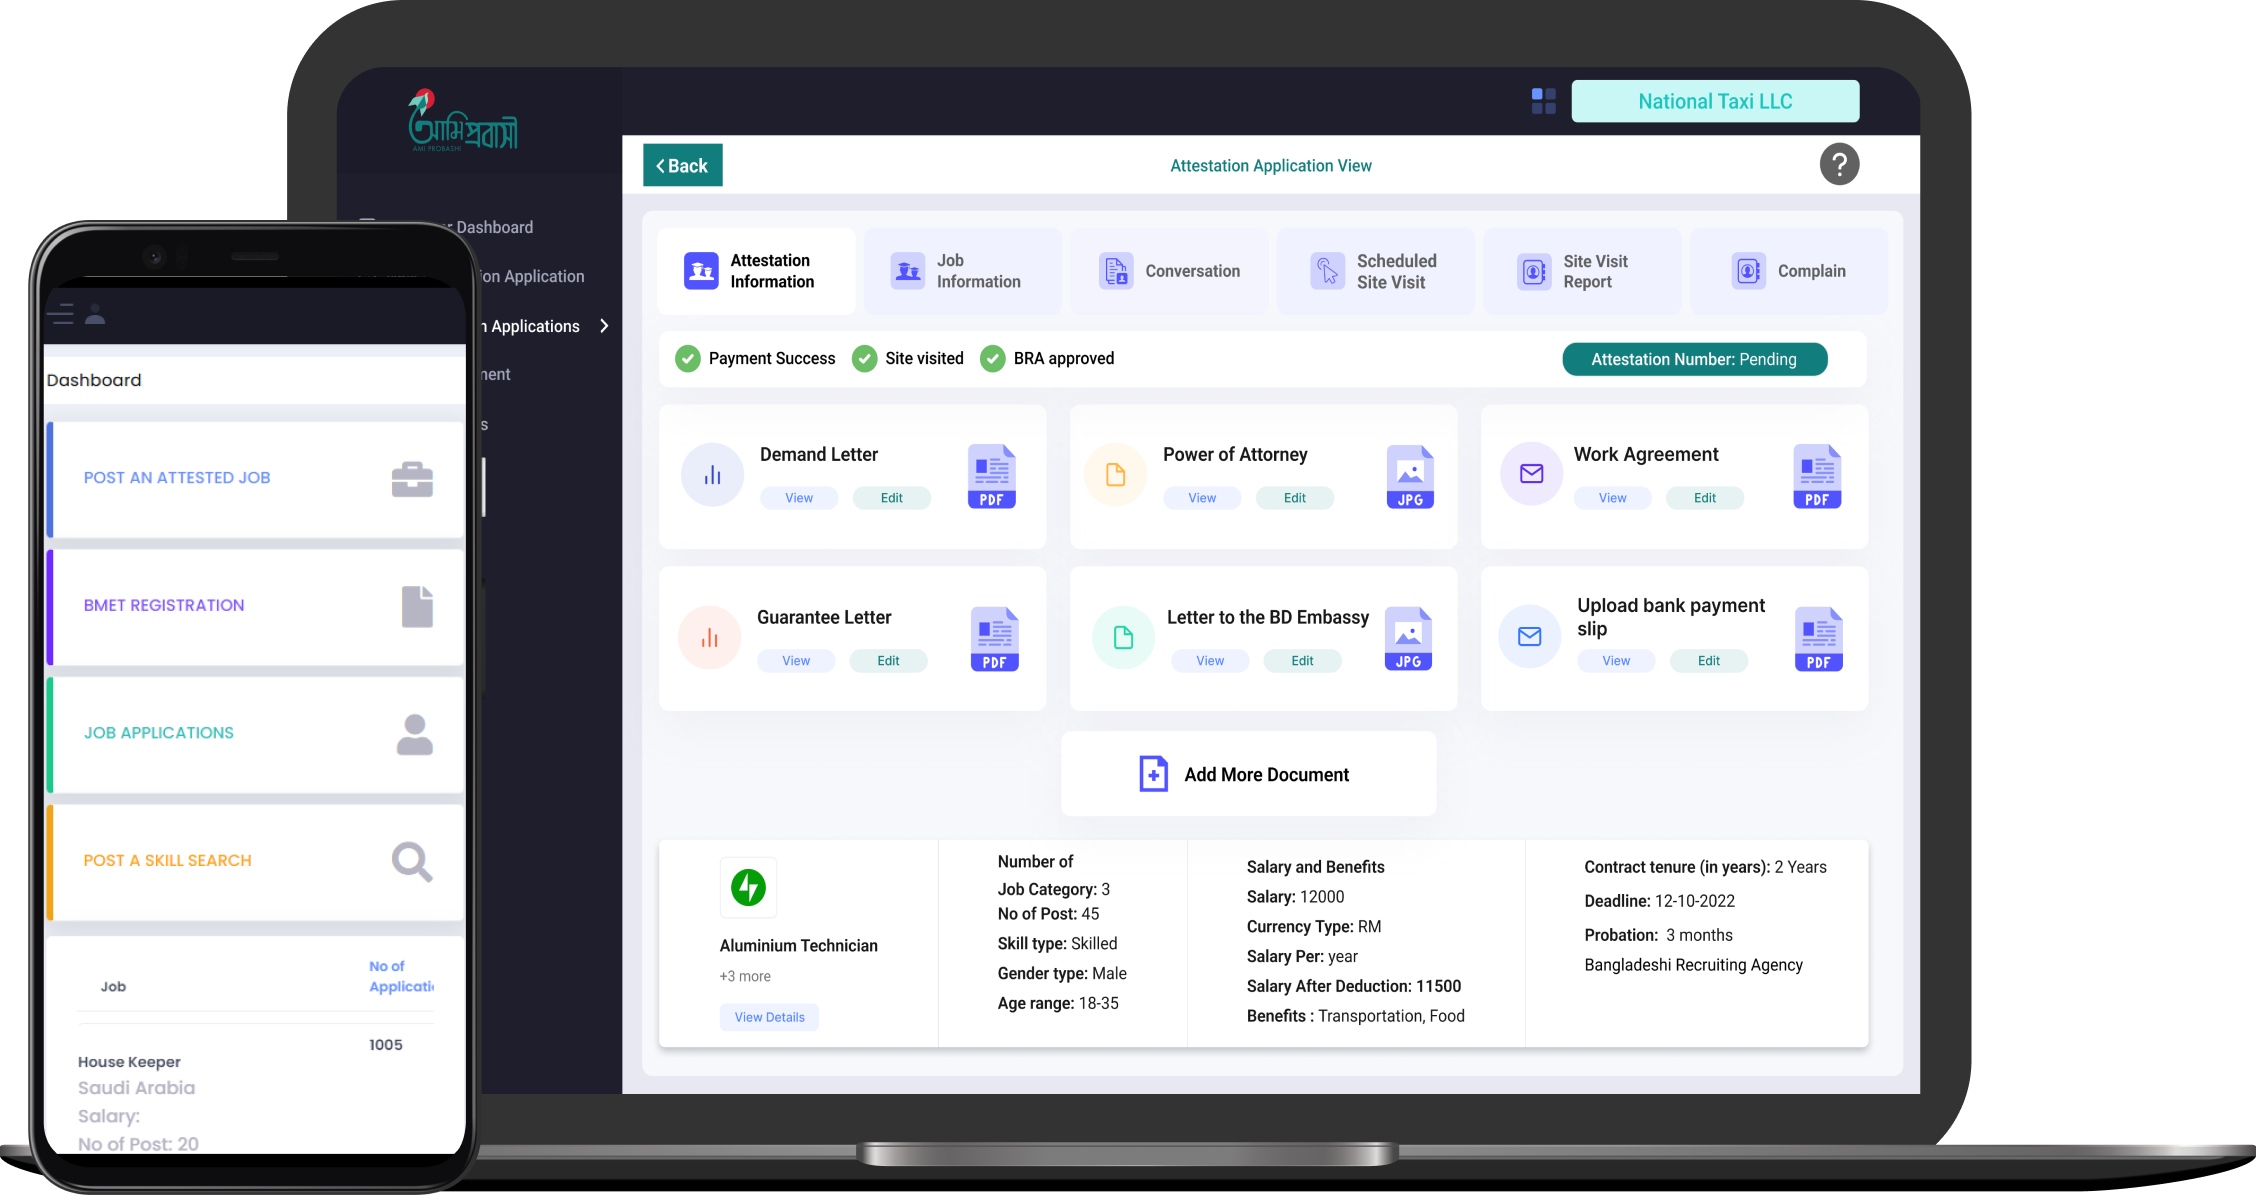 আমি প্রবাসী
AMI PROBASHI
National Taxi LLC
Back
Attestation Application View
?
Dashboard
Application
Applications
Attestation
Information
Job
Information
Conversation
Scheduled
Site Visit
Site Visit
Report
Complain
Payment Success
Site visited
BRA approved
Attestation Number: Pending
Demand Letter
View
Edit
PDF
Power of Attorney
View
Edit
JPG
Work Agreement
View
Edit
PDF
Guarantee Letter
View
Edit
PDF
Letter to the BD Embassy
View
Edit
JPG
Upload bank payment
slip
View
Edit
PDF
Add More Document
Aluminium Technician
+3 more
View Details
Number of
Job Category: 3
No of Post: 45
Skill type: Skilled
Gender type: Male
Age range: 18-35
Salary and Benefits
Salary: 12000
Currency Type: RM
Salary Per: year
Salary After Deduction: 11500
Benefits : Transportation, Food
Contract tenure (in years): 2 Years
Deadline: 12-10-2022
Probation: 3 months
Bangladeshi Recruiting Agency
Dashboard
POST AN ATTESTED JOB
BMET REGISTRATION
JOB APPLICATIONS
POST A SKILL SEARCH
Job
No of
Applicati
1005
House Keeper
Saudi Arabia
Salary:
No of Post: 20